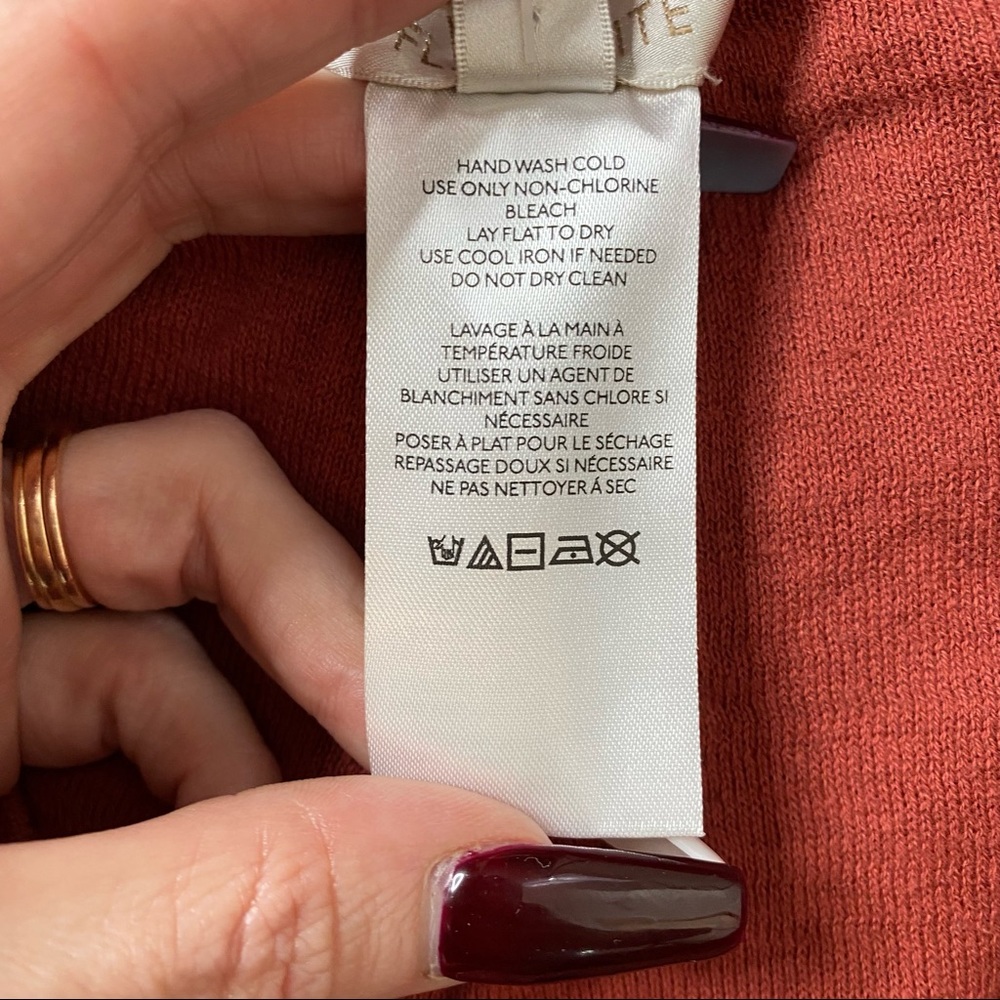 HAND WASH COLD
USE ONLY NON-CHLORINE
BLEACH
LAY FLAT TO DRY
USE COOL IRON IF NEEDED
DO NOT DRY CLEAN
LAVAGE À LA MAIN À
TEMPÉRATURE FROIDE
UTILISER UN AGENT DE
BLANCHIMENT SANS CHLORE SI
NÉCESSAIRE
POSER À PLAT POUR LE SÉCHAGE
REPASSAGE DOUX SI NÉCESSAIRE
NE PAS NETTOYER Á SEC